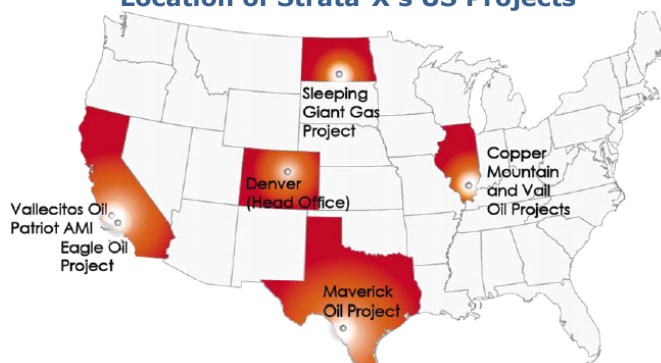 Location of Strata-X's US Projects
Sleeping
Giant Gas
Project
Copper
Mountain
and Vail
Oil Projects
Denver
(Head Office)
Vallecitos Oil
Patriot AMI
Eagle Oil
Project
Maverick
Oil Project